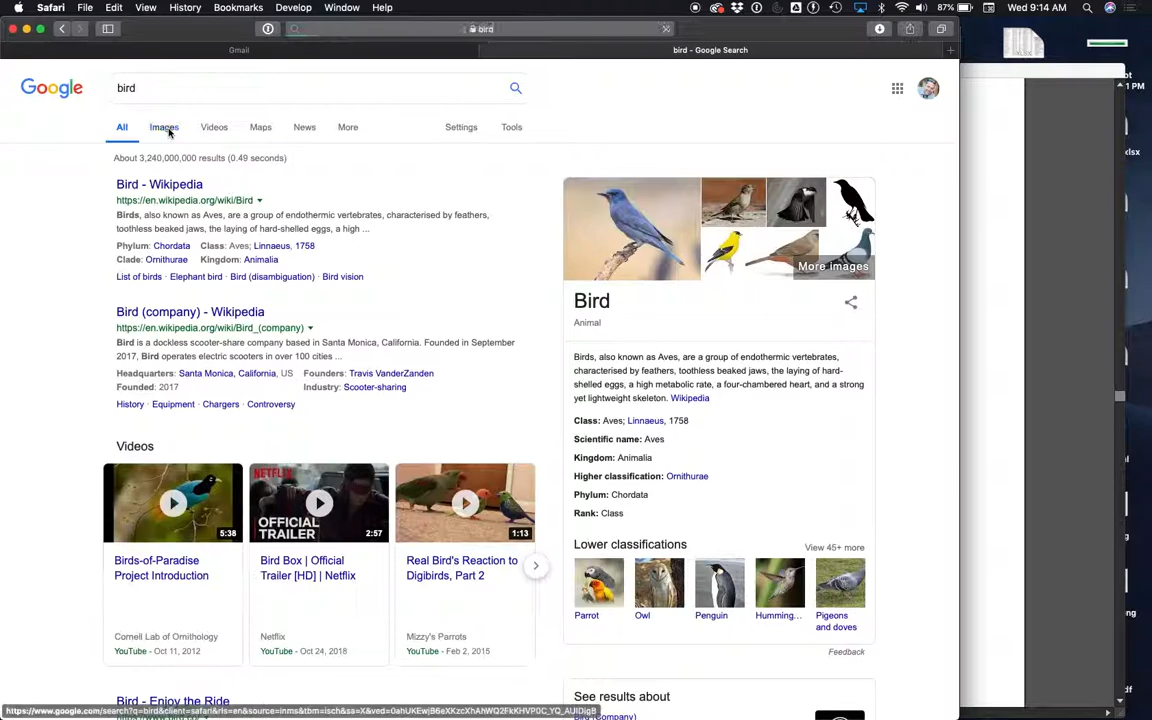 Safari File Edit View History Bookmarks Develop Window Help 87% Wed 9:14 AM
bird
Gmail bird - Google Search
1 PM
xlsx
Google bird
All Images Videos Maps News More Settings Tools
About 3,240,000,000 results (0.49 seconds)
Bird - Wikipedia
https://en.wikipedia.org/wiki/Bird
Birds, also known as Aves, are a group of endothermic vertebrates, characterised by feathers,
toothless beaked jaws, the laying of hard-shelled eggs, a high ...
Phylum: Chordata Class: Aves; Linnaeus, 1758
Clade: Ornithurae Kingdom: Animalia
List of birds · Elephant bird · Bird (disambiguation) · Bird vision
Bird (company) - Wikipedia
https://en.wikipedia.org/wiki/Bird_(company)
Bird is a dockless scooter-share company based in Santa Monica, California. Founded in September
2017, Bird operates electric scooters in over 100 cities ...
Headquarters: Santa Monica, California, US Founders: Travis VanderZanden
Founded: 2017 Industry: Scooter-sharing
History · Equipment · Chargers · Controversy
Videos
5:38
NETFLIX
OFFICIAL
TRAILER 2:57
1:13
Birds-of-Paradise
Project Introduction
Cornell Lab of Ornithology
YouTube - Oct 11, 2012
Bird Box | Official
Trailer [HD] | Netflix
Netflix
YouTube - Oct 24, 2018
Real Bird's Reaction to
Digibirds, Part 2
Mizzy's Parrots
YouTube - Feb 2, 2015
Bird - Enjoy the Ride
More images
Bird
Animal
Birds, also known as Aves, are a group of endothermic vertebrates,
characterised by feathers, toothless beaked jaws, the laying of hard-
shelled eggs, a high metabolic rate, a four-chambered heart, and a strong
yet lightweight skeleton. Wikipedia
Class: Aves; Linnaeus, 1758
Scientific name: Aves
Kingdom: Animalia
Higher classification: Ornithurae
Phylum: Chordata
Rank: Class
Lower classifications View 45+ more
Parrot
Owl
Penguin
Humming...
Pigeons
and doves
Feedback
See results about
Bird (Company)